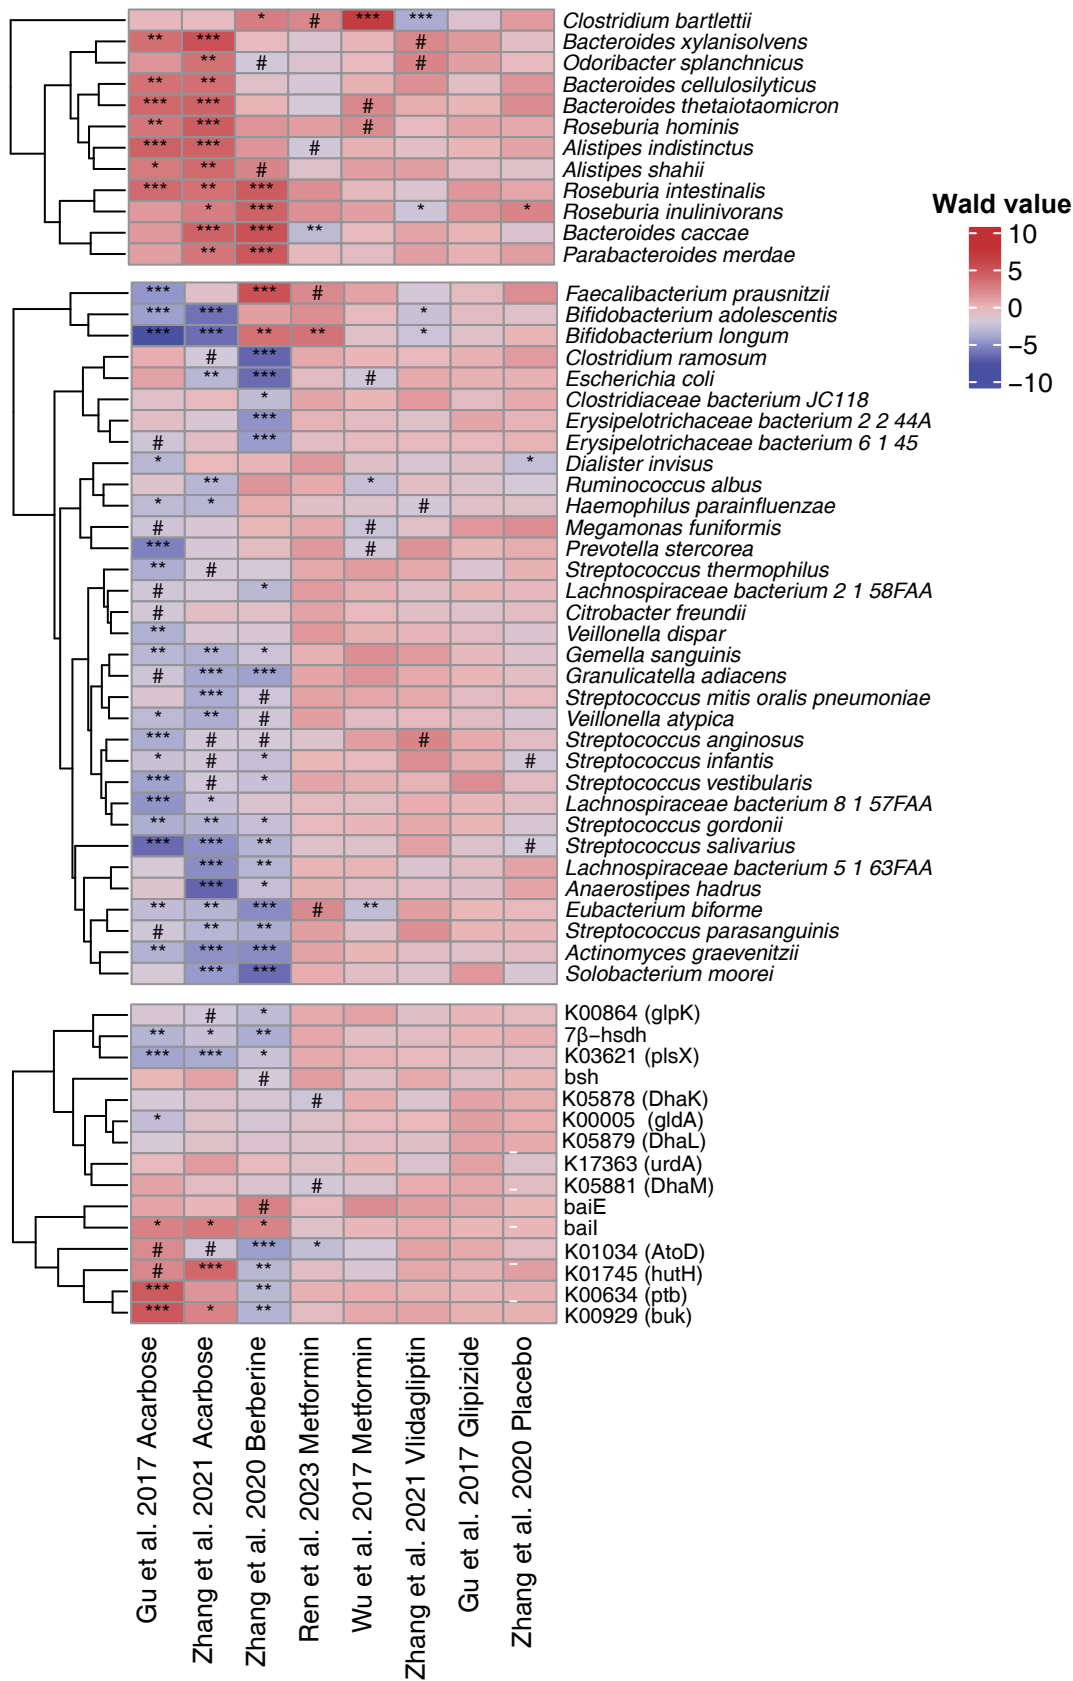 * # *** *** Clostridium bartlettii
** *** # Bacteroides xylanisolvens
** # # Odoribacter splanchnicus
** ** Bacteroides cellulosilyticus
*** *** # Bacteroides thetaiotaomicron
** *** # Roseburia hominis
*** *** # Alistipes indistinctus
* ** # Alistipes shahii
*** ** *** Roseburia intestinalis
* *** * * Roseburia inulinivorans
*** *** ** Bacteroides caccae
** *** Parabacteroides merdae
Wald value
10
5
0
−5
−10
*** *** # Faecalibacterium prausnitzii
*** *** * Bifidobacterium adolescentis
*** *** ** ** * Bifidobacterium longum
# *** Clostridium ramosum
** *** # Escherichia coli
* Clostridiaceae bacterium JC118
*** Erysipelotrichaceae bacterium 2 2 44A
# *** Erysipelotrichaceae bacterium 6 1 45
* * Dialister invisus
** * Ruminococcus albus
* * # Haemophilus parainfluenzae
# # Megamonas funiformis
*** # Prevotella stercorea
** # Streptococcus thermophilus
# * Lachnospiraceae bacterium 2 1 58FAA
# Citrobacter freundii
** Veillonella dispar
** ** * Gemella sanguinis
# *** *** Granulicatella adiacens
*** # Streptococcus mitis oralis pneumoniae
* ** # Veillonella atypica
*** # # # Streptococcus anginosus
* # * # Streptococcus infantis
*** # * Streptococcus vestibularis
*** * Lachnospiraceae bacterium 8 1 57FAA
** ** * Streptococcus gordonii
*** *** ** # Streptococcus salivarius
*** ** Lachnospiraceae bacterium 5 1 63FAA
*** * Anaerostipes hadrus
** ** *** # ** Eubacterium biforme
# ** ** Streptococcus parasanguinis
** *** *** Actinomyces graevenitzii
*** *** Solobacterium moorei
# * K00864 (glpK)
** * ** 7β−hsdh
*** *** * K03621 (plsX)
# bsh
# K05878 (DhaK)
* K00005 (gldA)
K05879 (DhaL)
K17363 (urdA)
# K05881 (DhaM)
# baiE
* * * baiI
# # *** * K01034 (AtoD)
# *** ** K01745 (hutH)
*** ** K00634 (ptb)
*** * ** K00929 (buk)
Gu et al. 2017 Acarbose
Zhang et al. 2021 Acarbose
Zhang et al. 2020 Berberine
Ren et al. 2023 Metformin
Wu et al. 2017 Metformin
Zhang et al. 2021 Vlidagliptin
Gu et al. 2017 Glipizide
Zhang et al. 2020 Placebo